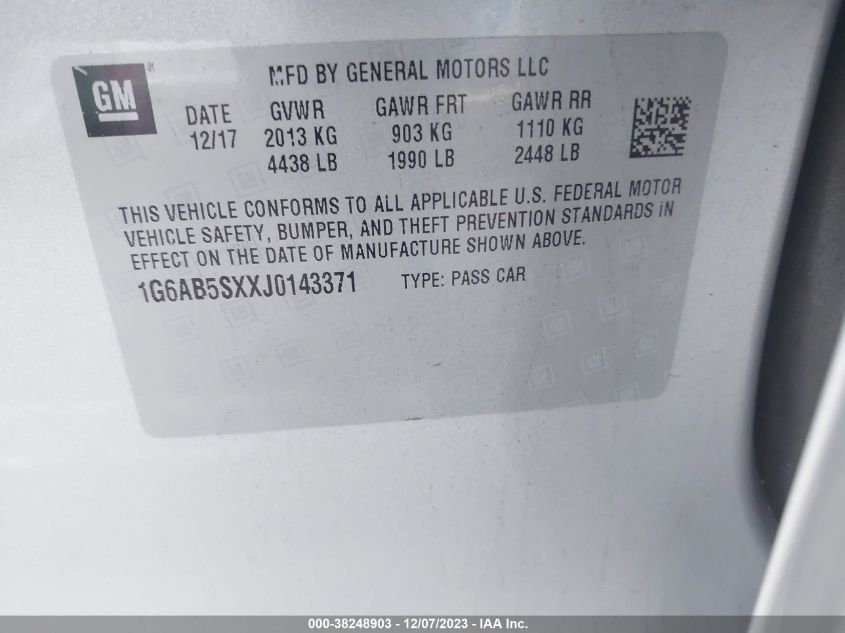 GM
MFD BY GENERAL MOTORS LLC
DATE GVWR GAWR FRT GAWR RR
12/17 2013 KG 903 KG 1110 KG
4438 LB 1990 LB 2448 LB
THIS VEHICLE CONFORMS TO ALL APPLICABLE U.S. FEDERAL MOTOR
VEHICLE SAFETY, BUMPER, AND THEFT PREVENTION STANDARDS IN
EFFECT ON THE DATE OF MANUFACTURE SHOWN ABOVE.
1G6AB5SXXJ0143371 TYPE: PASS CAR
000-38248903 - 12/07/2023 - IAA Inc.